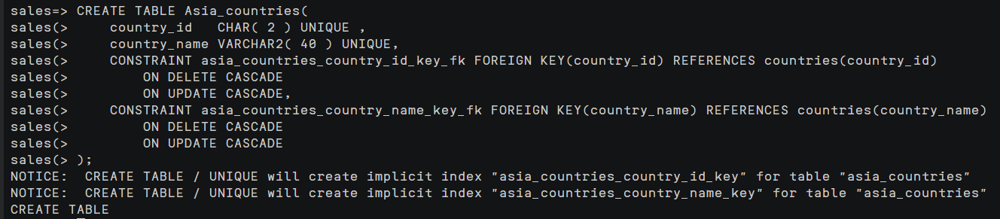 sales=> CREATE TABLE Asia_countries(
sales(>     country_id   CHAR( 2 ) UNIQUE ,
sales(>     country_name VARCHAR2( 40 ) UNIQUE,
sales(>     CONSTRAINT asia_countries_country_id_key_fk FOREIGN KEY(country_id) REFERENCES countries(country_id)
sales(>         ON DELETE CASCADE
sales(>         ON UPDATE CASCADE,
sales(>     CONSTRAINT asia_countries_country_name_key_fk FOREIGN KEY(country_name) REFERENCES countries(country_name)
sales(>         ON DELETE CASCADE
sales(>         ON UPDATE CASCADE
sales(> );
NOTICE:  CREATE TABLE / UNIQUE will create implicit index "asia_countries_country_id_key" for table "asia_countries"
NOTICE:  CREATE TABLE / UNIQUE will create implicit index "asia_countries_country_name_key" for table "asia_countries"
CREATE TABLE